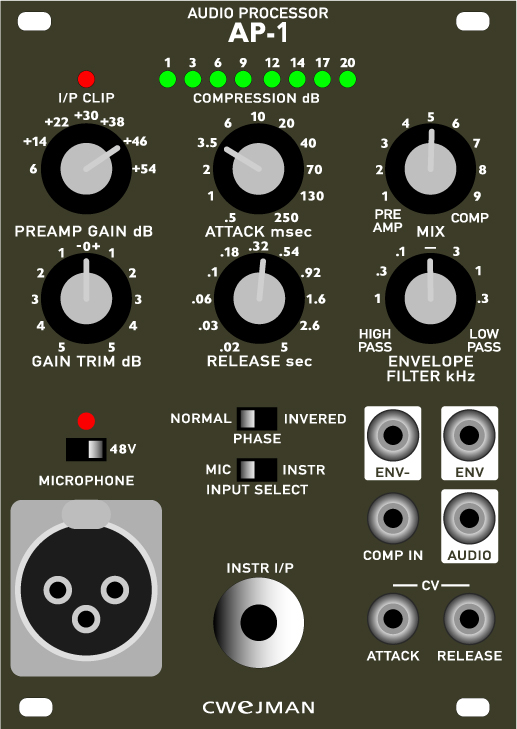 AUDIO PROCESSOR
AP-1
1 3 6 9 12 14 17 20
I/P CLIP
COMPRESSION dB
6 +14 +22 +30 +38 +46 +54
PREAMP GAIN dB
.5 1 2 3.5 6 10 20 40 70 130 250
ATTACK msec
1 2 3 4 5 6 7 8 9
PRE AMP
COMP
MIX
5 4 3 2 1 -0+ 1 2 3 4 5
GAIN TRIM dB
.02 .03 .06 .1 .18 .32 .54 .92 1.6 2.6 5
RELEASE sec
1 .3 .1 — 3 1 .3
HIGH PASS
LOW PASS
ENVELOPE
FILTER kHz
NORMAL INVERED
PHASE
48V
MICROPHONE
MIC INSTR
INPUT SELECT
ENV- ENV
COMP IN AUDIO
INSTR I/P
CV
ATTACK RELEASE
CWeJMAN